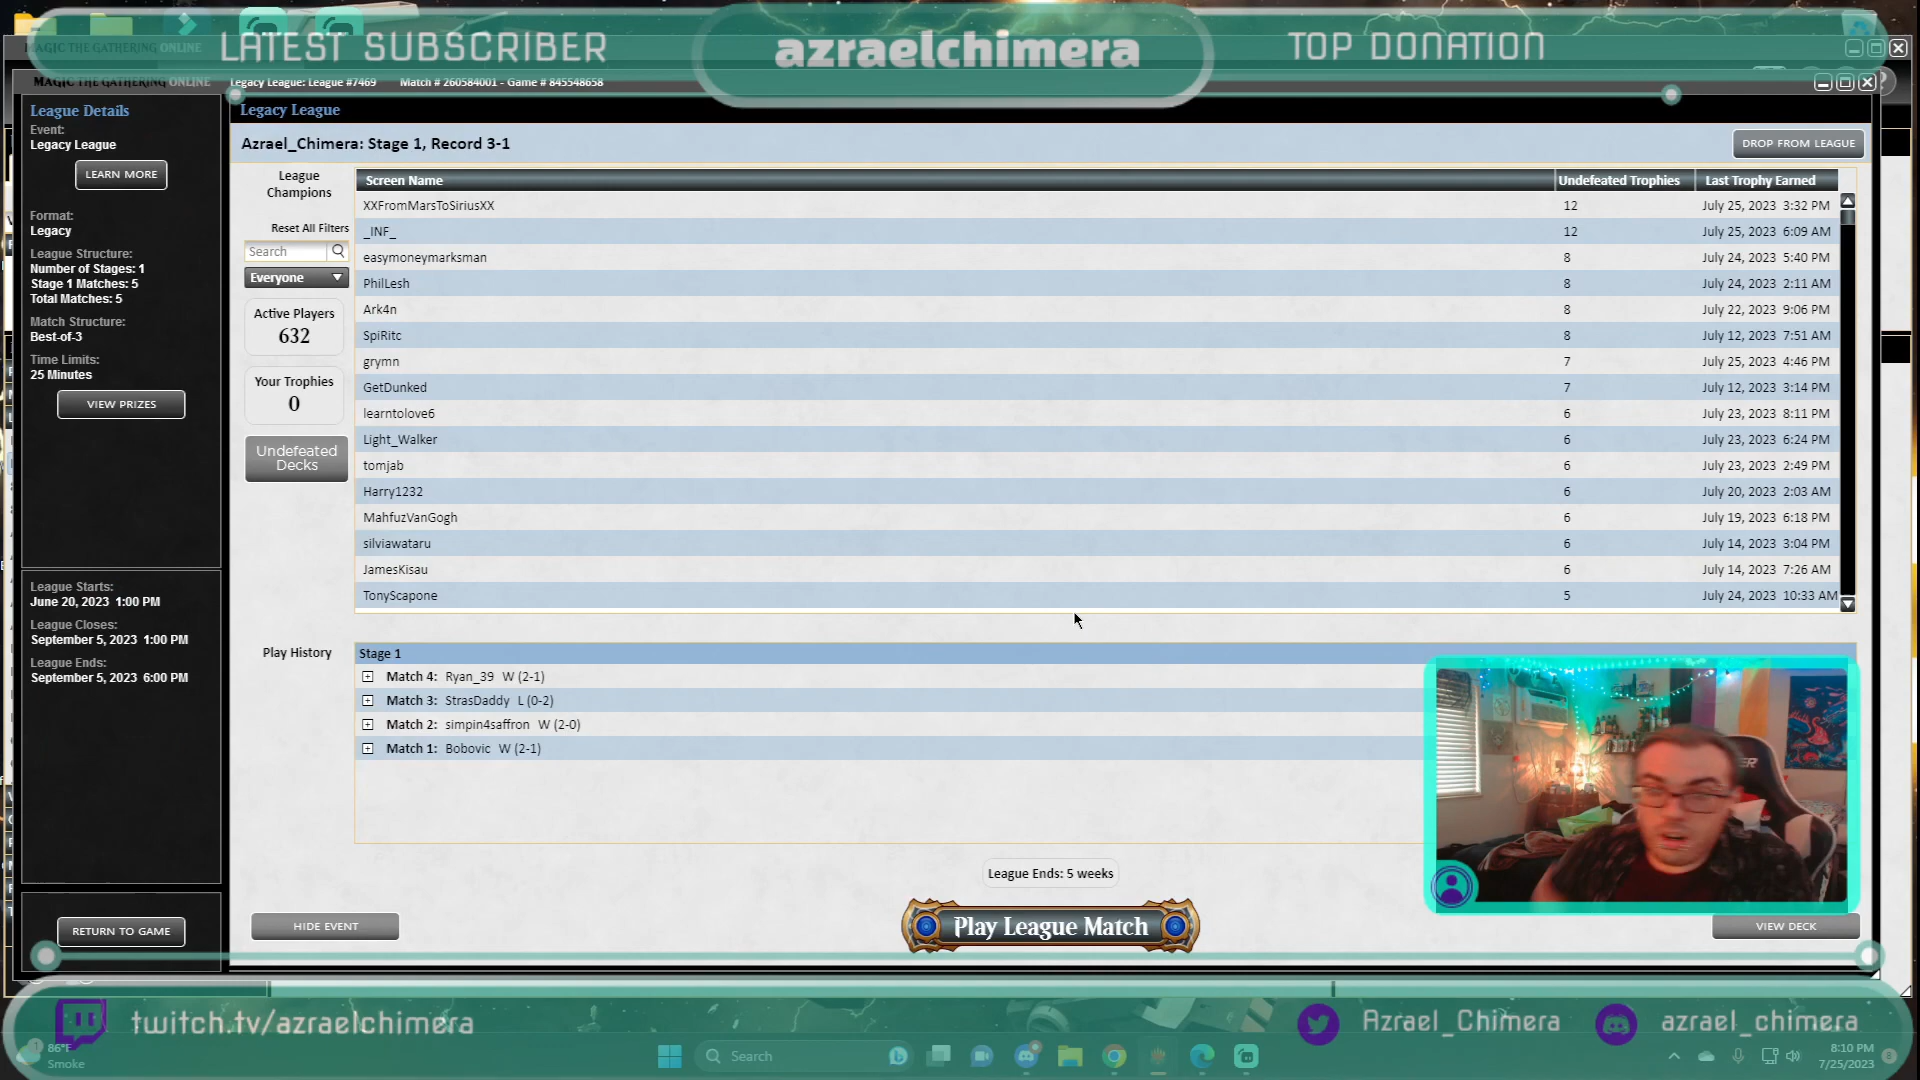 LATEST SUBSCRIBER
azraelchimera
TOP DONATION
MAGIC THE GATHERING ONLINE
MAGIC THE GATHERING ONLINE
Legacy League: League #7469 Match # 260584001 - Game # 845548658
League Details
Event:
Legacy League
LEARN MORE
Format:
Legacy
League Structure:
Number of Stages: 1
Stage 1 Matches: 5
Total Matches: 5
Match Structure:
Best-of-3
Time Limits:
25 Minutes
VIEW PRIZES
League Starts:
June 20, 2023 1:00 PM
League Closes:
September 5, 2023 1:00 PM
League Ends:
September 5, 2023 6:00 PM
RETURN TO GAME
Legacy League
Azrael_Chimera: Stage 1, Record 3-1
DROP FROM LEAGUE
League
Champions
Reset All Filters
Search
Everyone
Active Players
632
Your Trophies
0
Undefeated
Decks
Screen Name Undefeated Trophies Last Trophy Earned
XXFromMarsToSiriusXX 12 July 25, 2023 3:32 PM
_INF_ 12 July 25, 2023 6:09 AM
easymoneymarksman 8 July 24, 2023 5:40 PM
PhilLesh 8 July 24, 2023 2:11 AM
Ark4n 8 July 22, 2023 9:06 PM
SpiRitc 8 July 12, 2023 7:51 AM
grymn 7 July 25, 2023 4:46 PM
GetDunked 7 July 12, 2023 3:14 PM
learntolove6 6 July 23, 2023 8:11 PM
Light_Walker 6 July 23, 2023 6:24 PM
tomjab 6 July 23, 2023 2:49 PM
Harry1232 6 July 20, 2023 2:03 AM
MahfuzVanGogh 6 July 19, 2023 6:18 PM
silviawataru 6 July 14, 2023 3:04 PM
JamesKisau 6 July 14, 2023 7:26 AM
TonyScapone 5 July 24, 2023 10:33 AM
Play History
Stage 1
Match 4: Ryan_39 W (2-1)
Match 3: StrasDaddy L (0-2)
Match 2: simpin4saffron W (2-0)
Match 1: Bobovic W (2-1)
League Ends: 5 weeks
HIDE EVENT
Play League Match
VIEW DECK
twitch.tv/azraelchimera
Azrael_Chimera
azrael_chimera
86°F
Smoke
Search
8:10 PM
7/25/2023